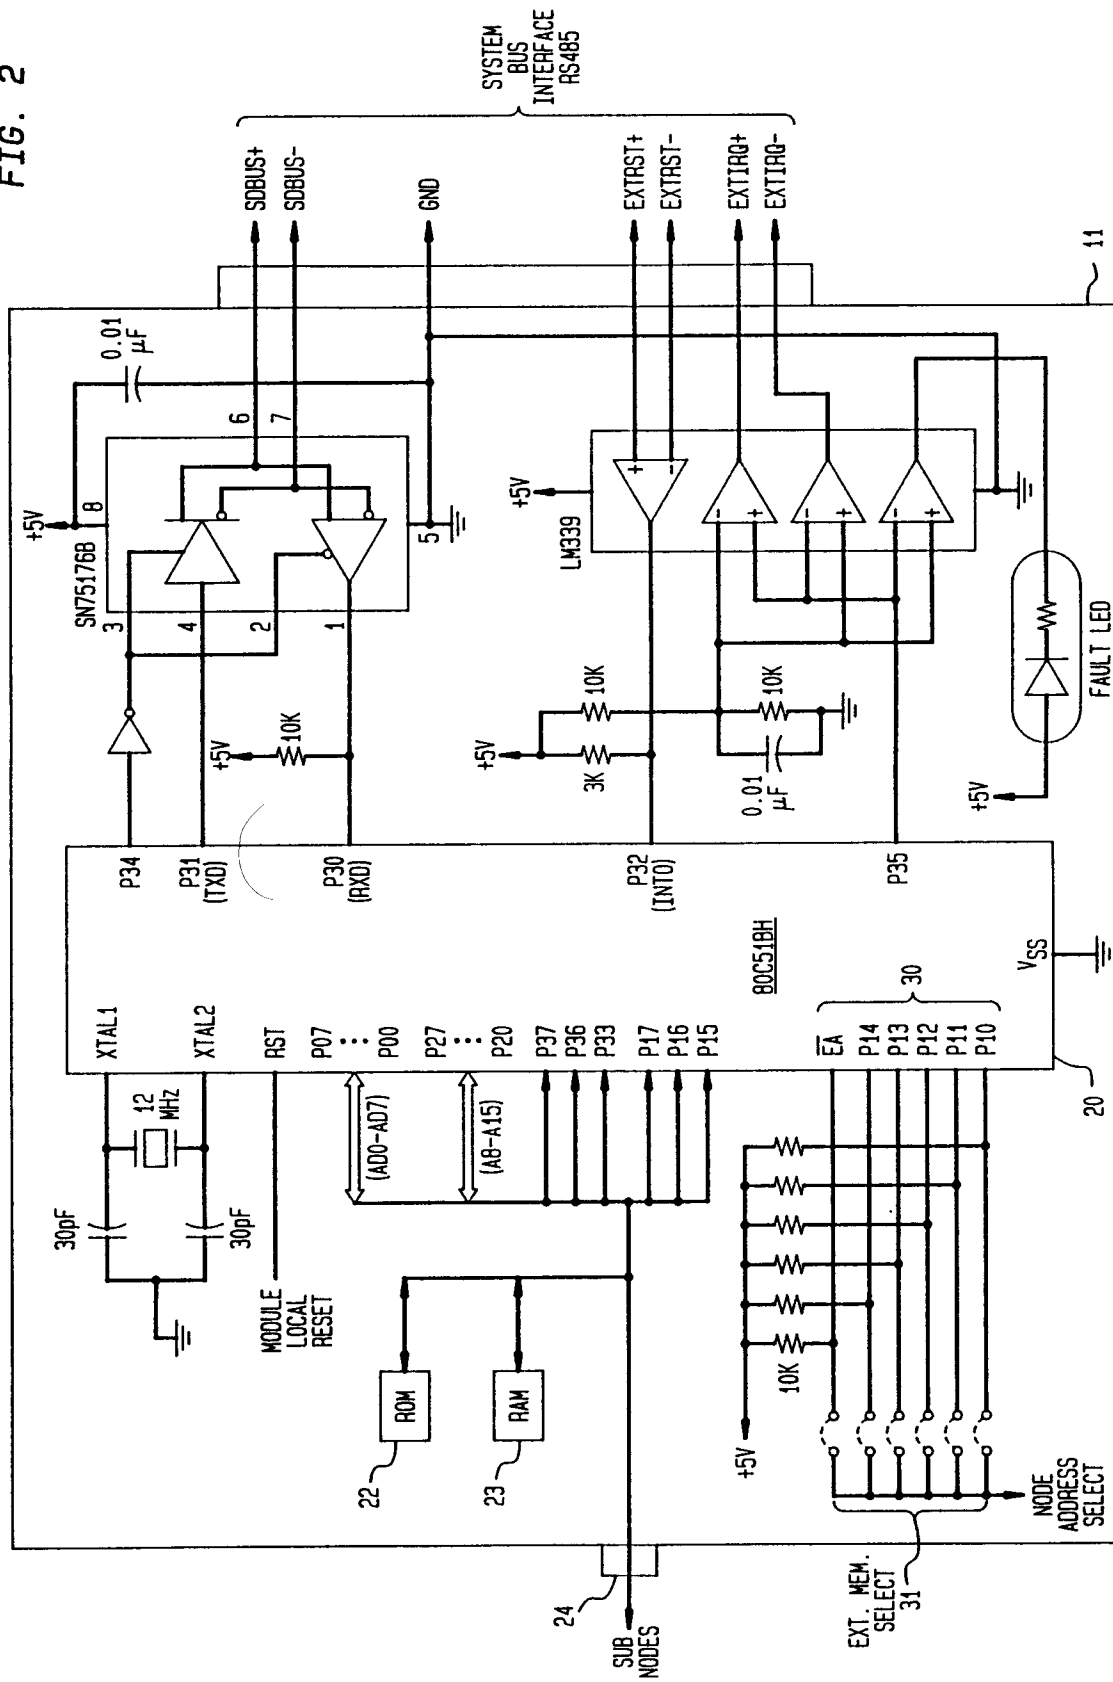 FIG. 2
SYSTEM
BUS
INTERFACE
RS485
SDBUS+
SDBUS-
GND
EXTRST+
EXTRST-
EXTIRQ+
EXTIRQ-
11
+5V
0.01
µF
8
SN75176B
6
7
3
4
2
1
5
+5V
LM339
+
-
-
+
-
+
-
+
+5V
10K
+5V
10K
3K
10K
0.01
µF
+5V
FAULT LED
P34
P31
(TXD)
P30
(RXD)
P32
(INTO)
P35
80C51BH
VSS
XTAL1
XTAL2
RST
P07
P00
P27
P20
P37
P36
P33
P17
P16
P15
EA
P14
P13
P12
P11
P10
30
20
12
MHz
30pF
30pF
MODULE
LOCAL
RESET
(AD0-AD7)
(A8-A15)
ROM
22
RAM
23
+5V
10K
24
SUB
NODES
EXT. MEM.
SELECT
31
NODE
ADDRESS
SELECT